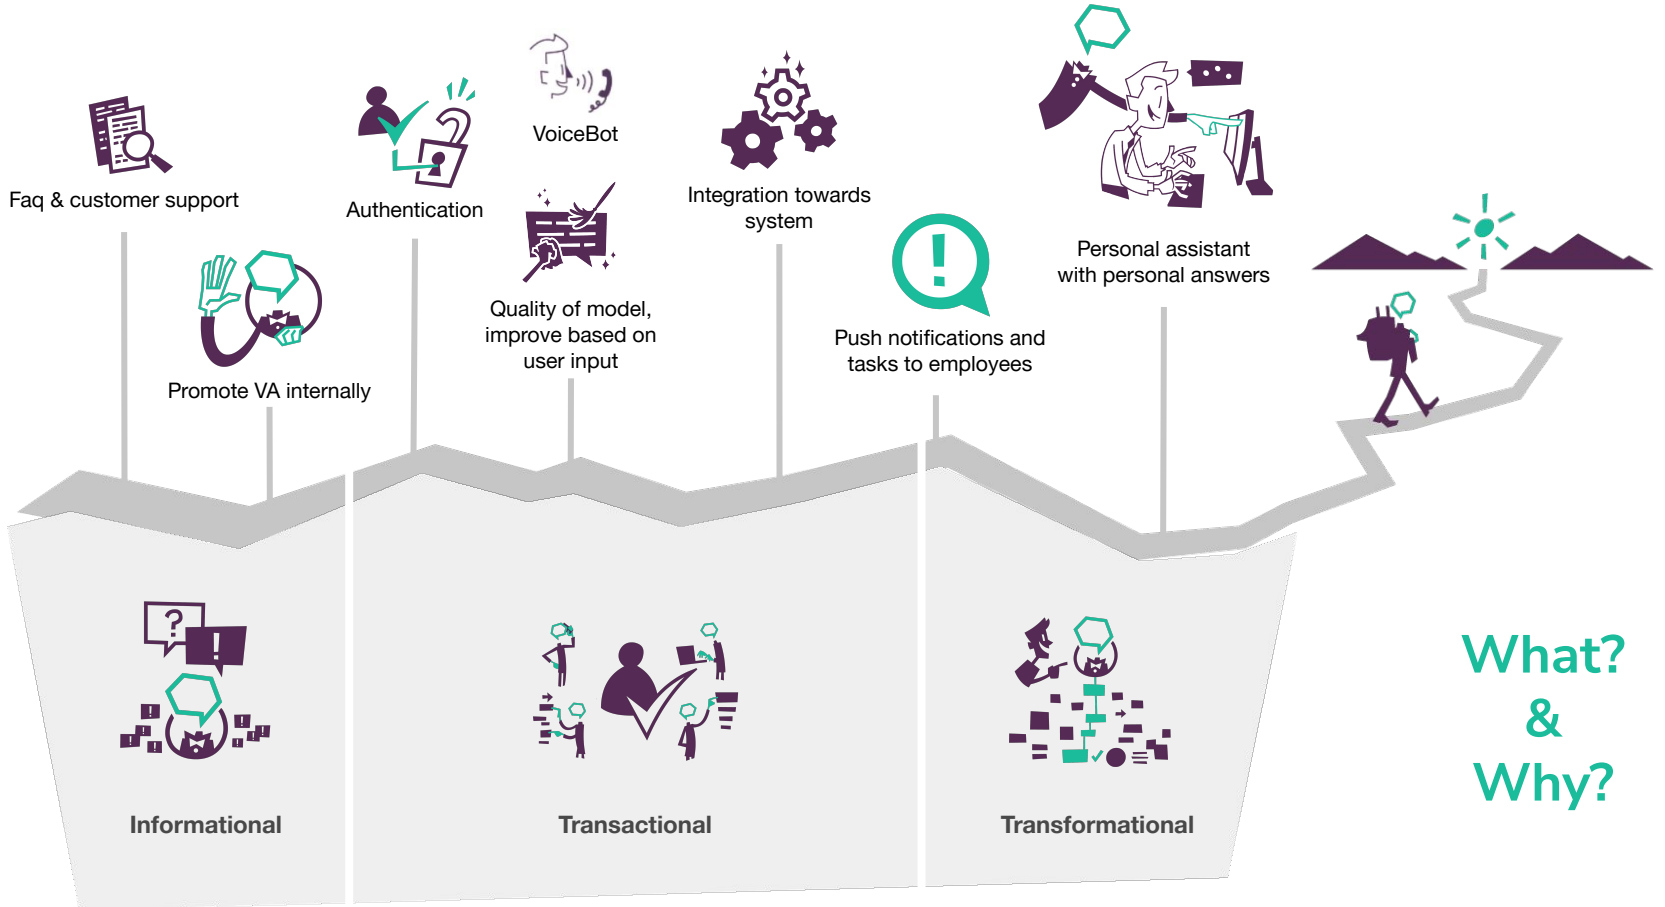 Faq & customer support
Promote VA internally
Authentication
VoiceBot
Quality of model,
improve based on
user input
Integration towards
system
Push notifications and
tasks to employees
Personal assistant
with personal answers
?
!
Informational
Transactional
Transformational
What?
&
Why?